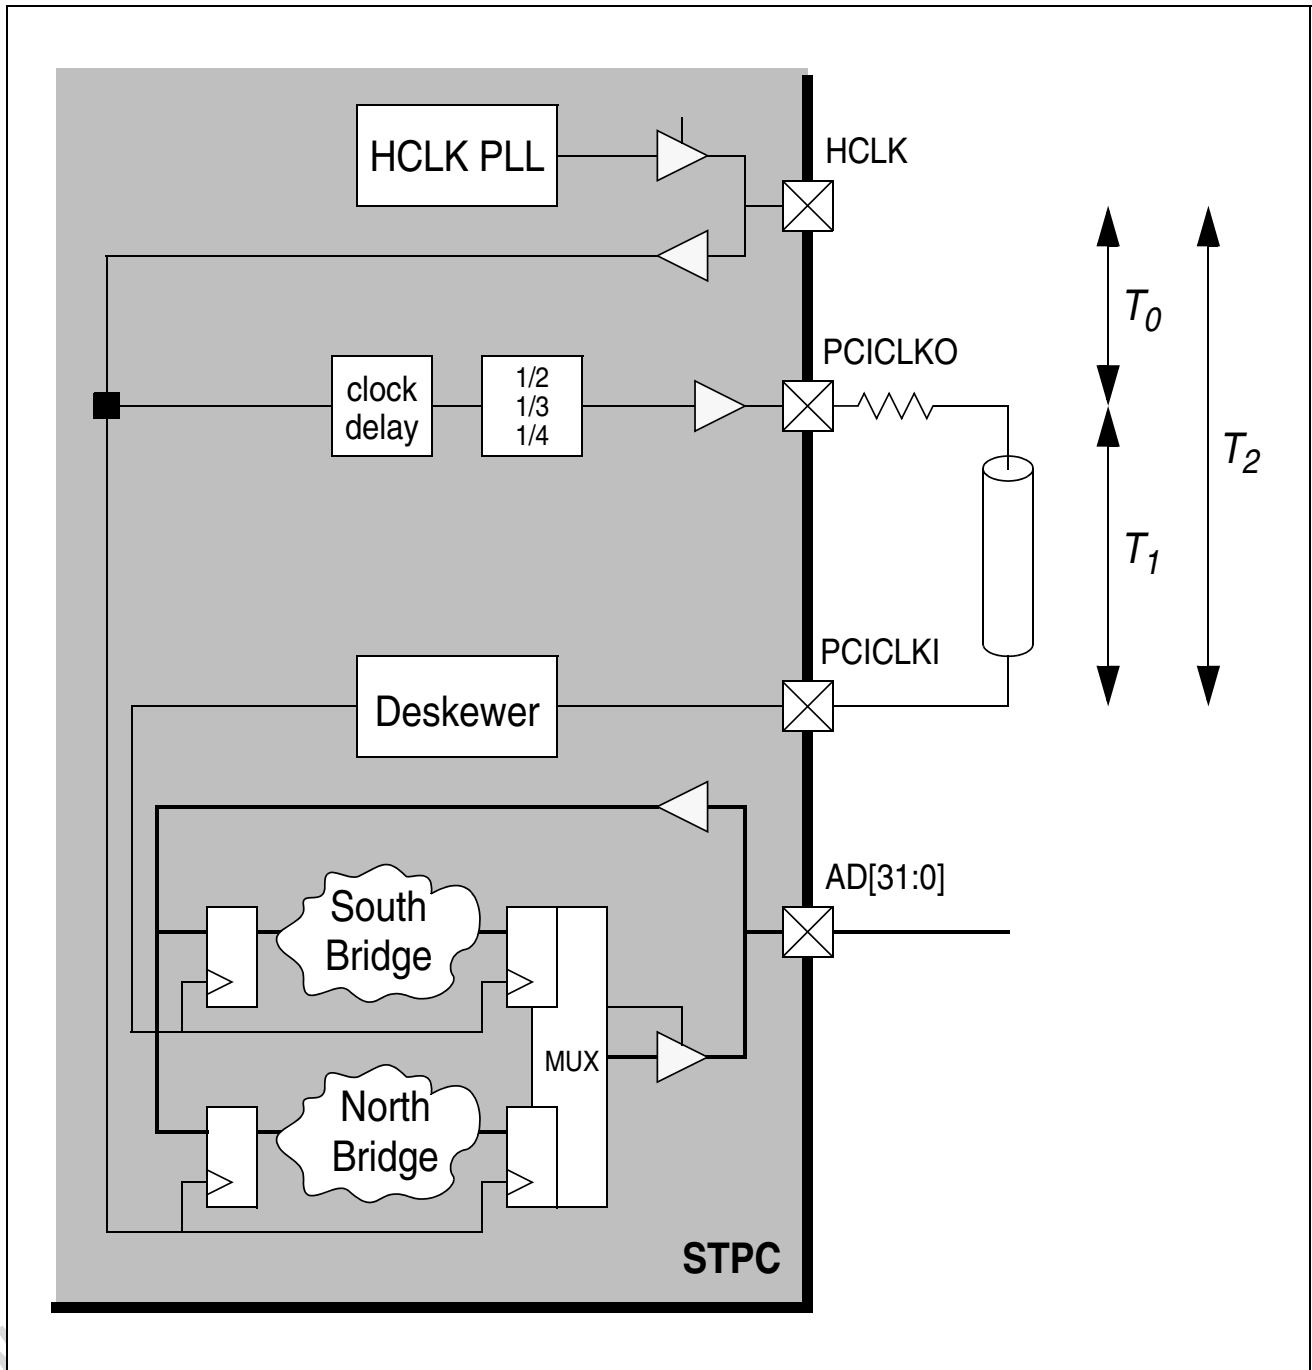 HCLK PLL
HCLK
T0
PCICLKO
clock
delay
1/2
1/3
1/4
T2
T1
PCICLKI
Deskewer
AD[31:0]
South
Bridge
MUX
North
Bridge
STPC